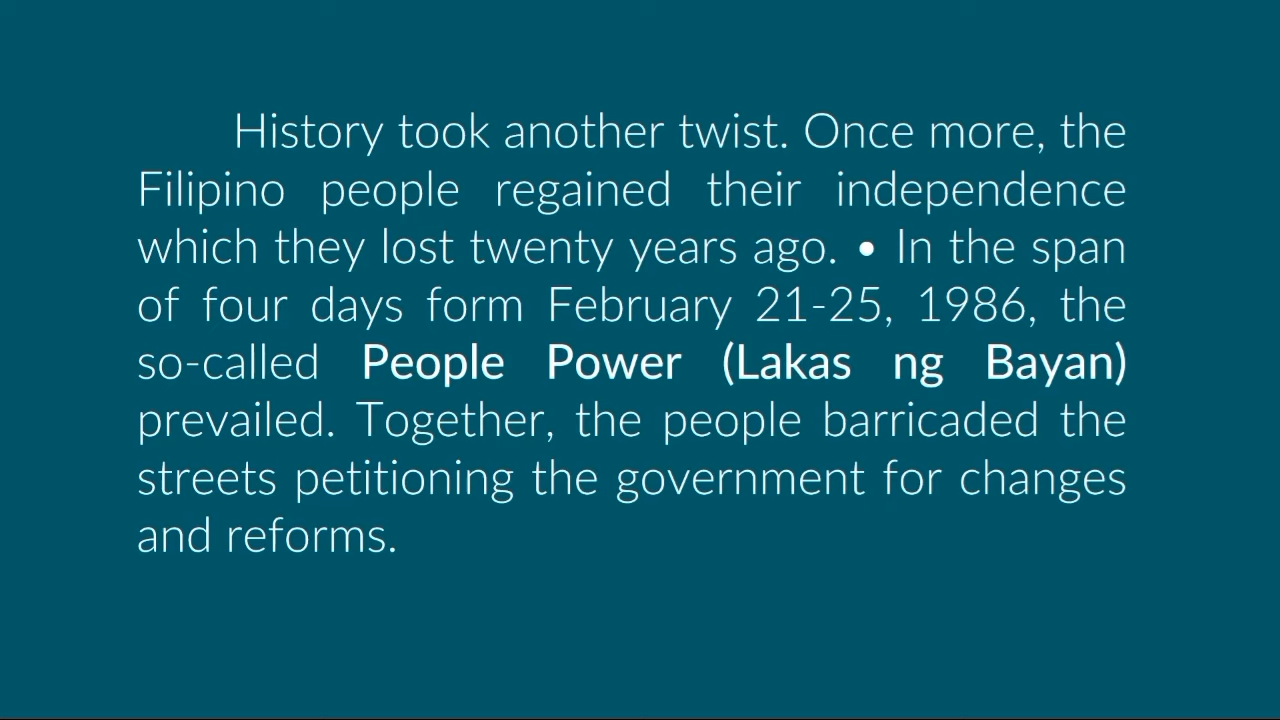 History took another twist. Once more, the
Filipino people regained their independence
which they lost twenty years ago. • In the span
of four days form February 21-25, 1986, the
so-called People Power (Lakas ng Bayan)
prevailed. Together, the people barricaded the
streets petitioning the government for changes
and reforms.